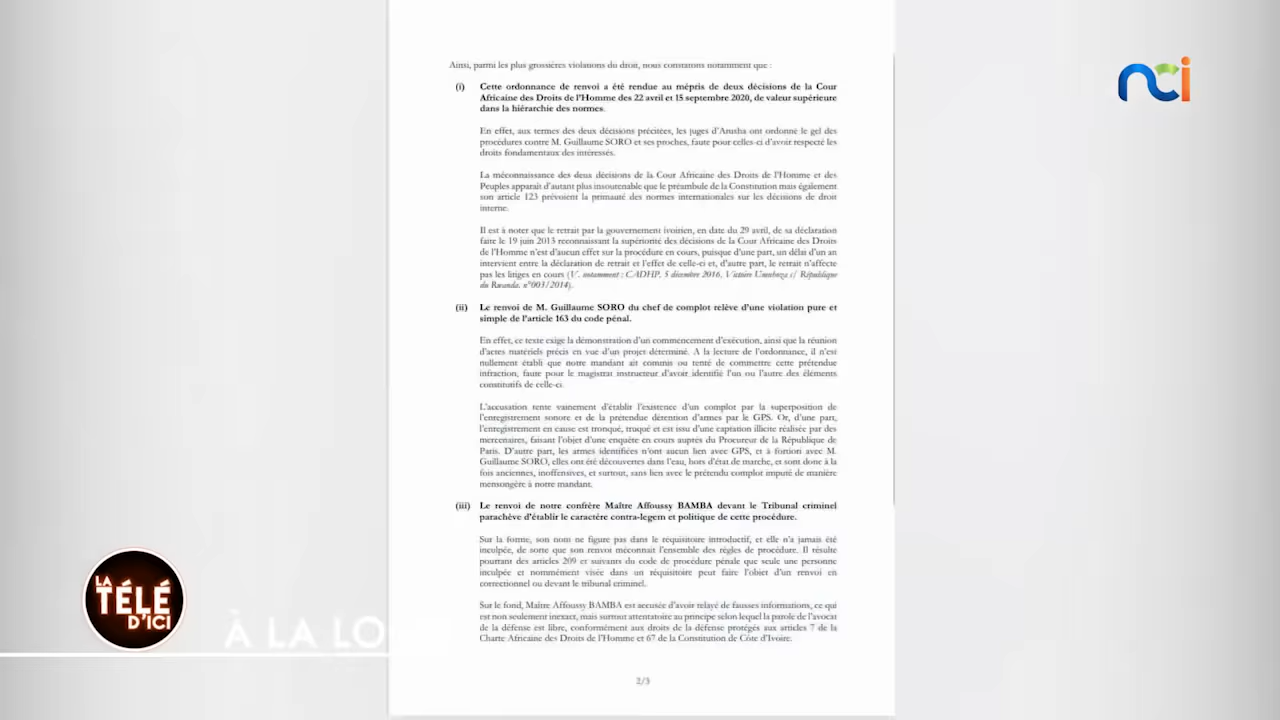 Ainsi, parmi les plus grossières violations du droit, nous constatons notamment que :
(i) Cette ordonnance de renvoi a été rendue au mépris de deux décisions de la Cour
Africaine des Droits de l'Homme des 22 avril et 15 septembre 2020, de valeur supérieure
dans la hiérarchie des normes.
En effet, aux termes des deux décisions précitées, les juges d'Arusha ont ordonné le gel des
procédures contre M. Guillaume SORO et ses proches, faute pour celles-ci d'avoir respecté les
droits fondamentaux des intéressés.
La méconnaissance des deux décisions de la Cour Africaine des Droits de l'Homme et des
Peuples apparait d'autant plus insoutenable que le préambule de la Constitution mais également
son article 123 prévoient la primauté des normes internationales sur les décisions de droit
interne.
Il est à noter que le retrait par la gouvernement ivoirien, en date du 29 avril, de sa déclaration
faite le 19 juin 2013 reconnaissant la supériorité des décisions de la Cour Africaine des Droits
de l'Homme n'est d'aucun effet sur la procédure en cours, puisque d'une part, un délai d'un an
intervient entre la déclaration de retrait et l'effet de celle-ci et, d'autre part, le retrait n'affecte
pas les litiges en cours (V. notamment : CADHP, 5 décembre 2016, Victoire Umuhoza c/ République
du Rwanda, n°003/2014).
(ii) Le renvoi de M. Guillaume SORO du chef de complot relève d'une violation pure et
simple de l'article 163 du code pénal.
En effet, ce texte exige la démonstration d'un commencement d'exécution, ainsi que la réunion
d'actes matériels précis en vue d'un projet déterminé. A la lecture de l'ordonnance, il n'est
nullement établi que notre mandant ait commis ou tenté de commettre cette prétendue
infraction, faute pour le magistrat instructeur d'avoir identifié l'un ou l'autre des éléments
constitutifs de celle-ci.
L'accusation tente vainement d'établir l'existence d'un complot par la superposition de
l'enregistrement sonore et de la prétendue détention d'armes par le GPS. Or, d'une part,
l'enregistrement en cause est tronqué, truqué et est issu d'une captation illicite réalisée par des
mercenaires, faisant l'objet d'une enquête en cours auprès du Procureur de la République de
Paris. D'autre part, les armes identifiées n'ont aucun lien avec GPS, et à fortiori avec M.
Guillaume SORO, elles ont été découvertes dans l'eau, hors d'état de marche, et sont donc à la
fois anciennes, inoffensives, et surtout, sans lien avec le prétendu complot imputé de manière
mensongère à notre mandant.
(iii) Le renvoi de notre confrère Maître Affoussy BAMBA devant le Tribunal criminel
parachève d'établir le caractère contra-legem et politique de cette procédure.
Sur la forme, son nom ne figure pas dans le réquisitoire introductif, et elle n'a jamais été
inculpée, de sorte que son renvoi méconnait l'ensemble des règles de procédure. Il résulte
pourtant des articles 209 et suivants du code de procédure pénale que seule une personne
inculpée et nommément visée dans un réquisitoire peut faire l'objet d'un renvoi en
correctionnel ou devant le tribunal criminel.
Sur le fond, Maître Affoussy BAMBA est accusée d'avoir relayé de fausses informations, ce qui
est non seulement inexact, mais surtout attentatoire au principe selon lequel la parole de l'avocat
de la défense est libre, conformément aux droits de la défense protégés aux articles 7 de la
Charte Africaine des Droits de l'Homme et 67 de la Constitution de Côte d'Ivoire.
2/3
nci
LA
TÉLÉ
D'ICI
À LA LO